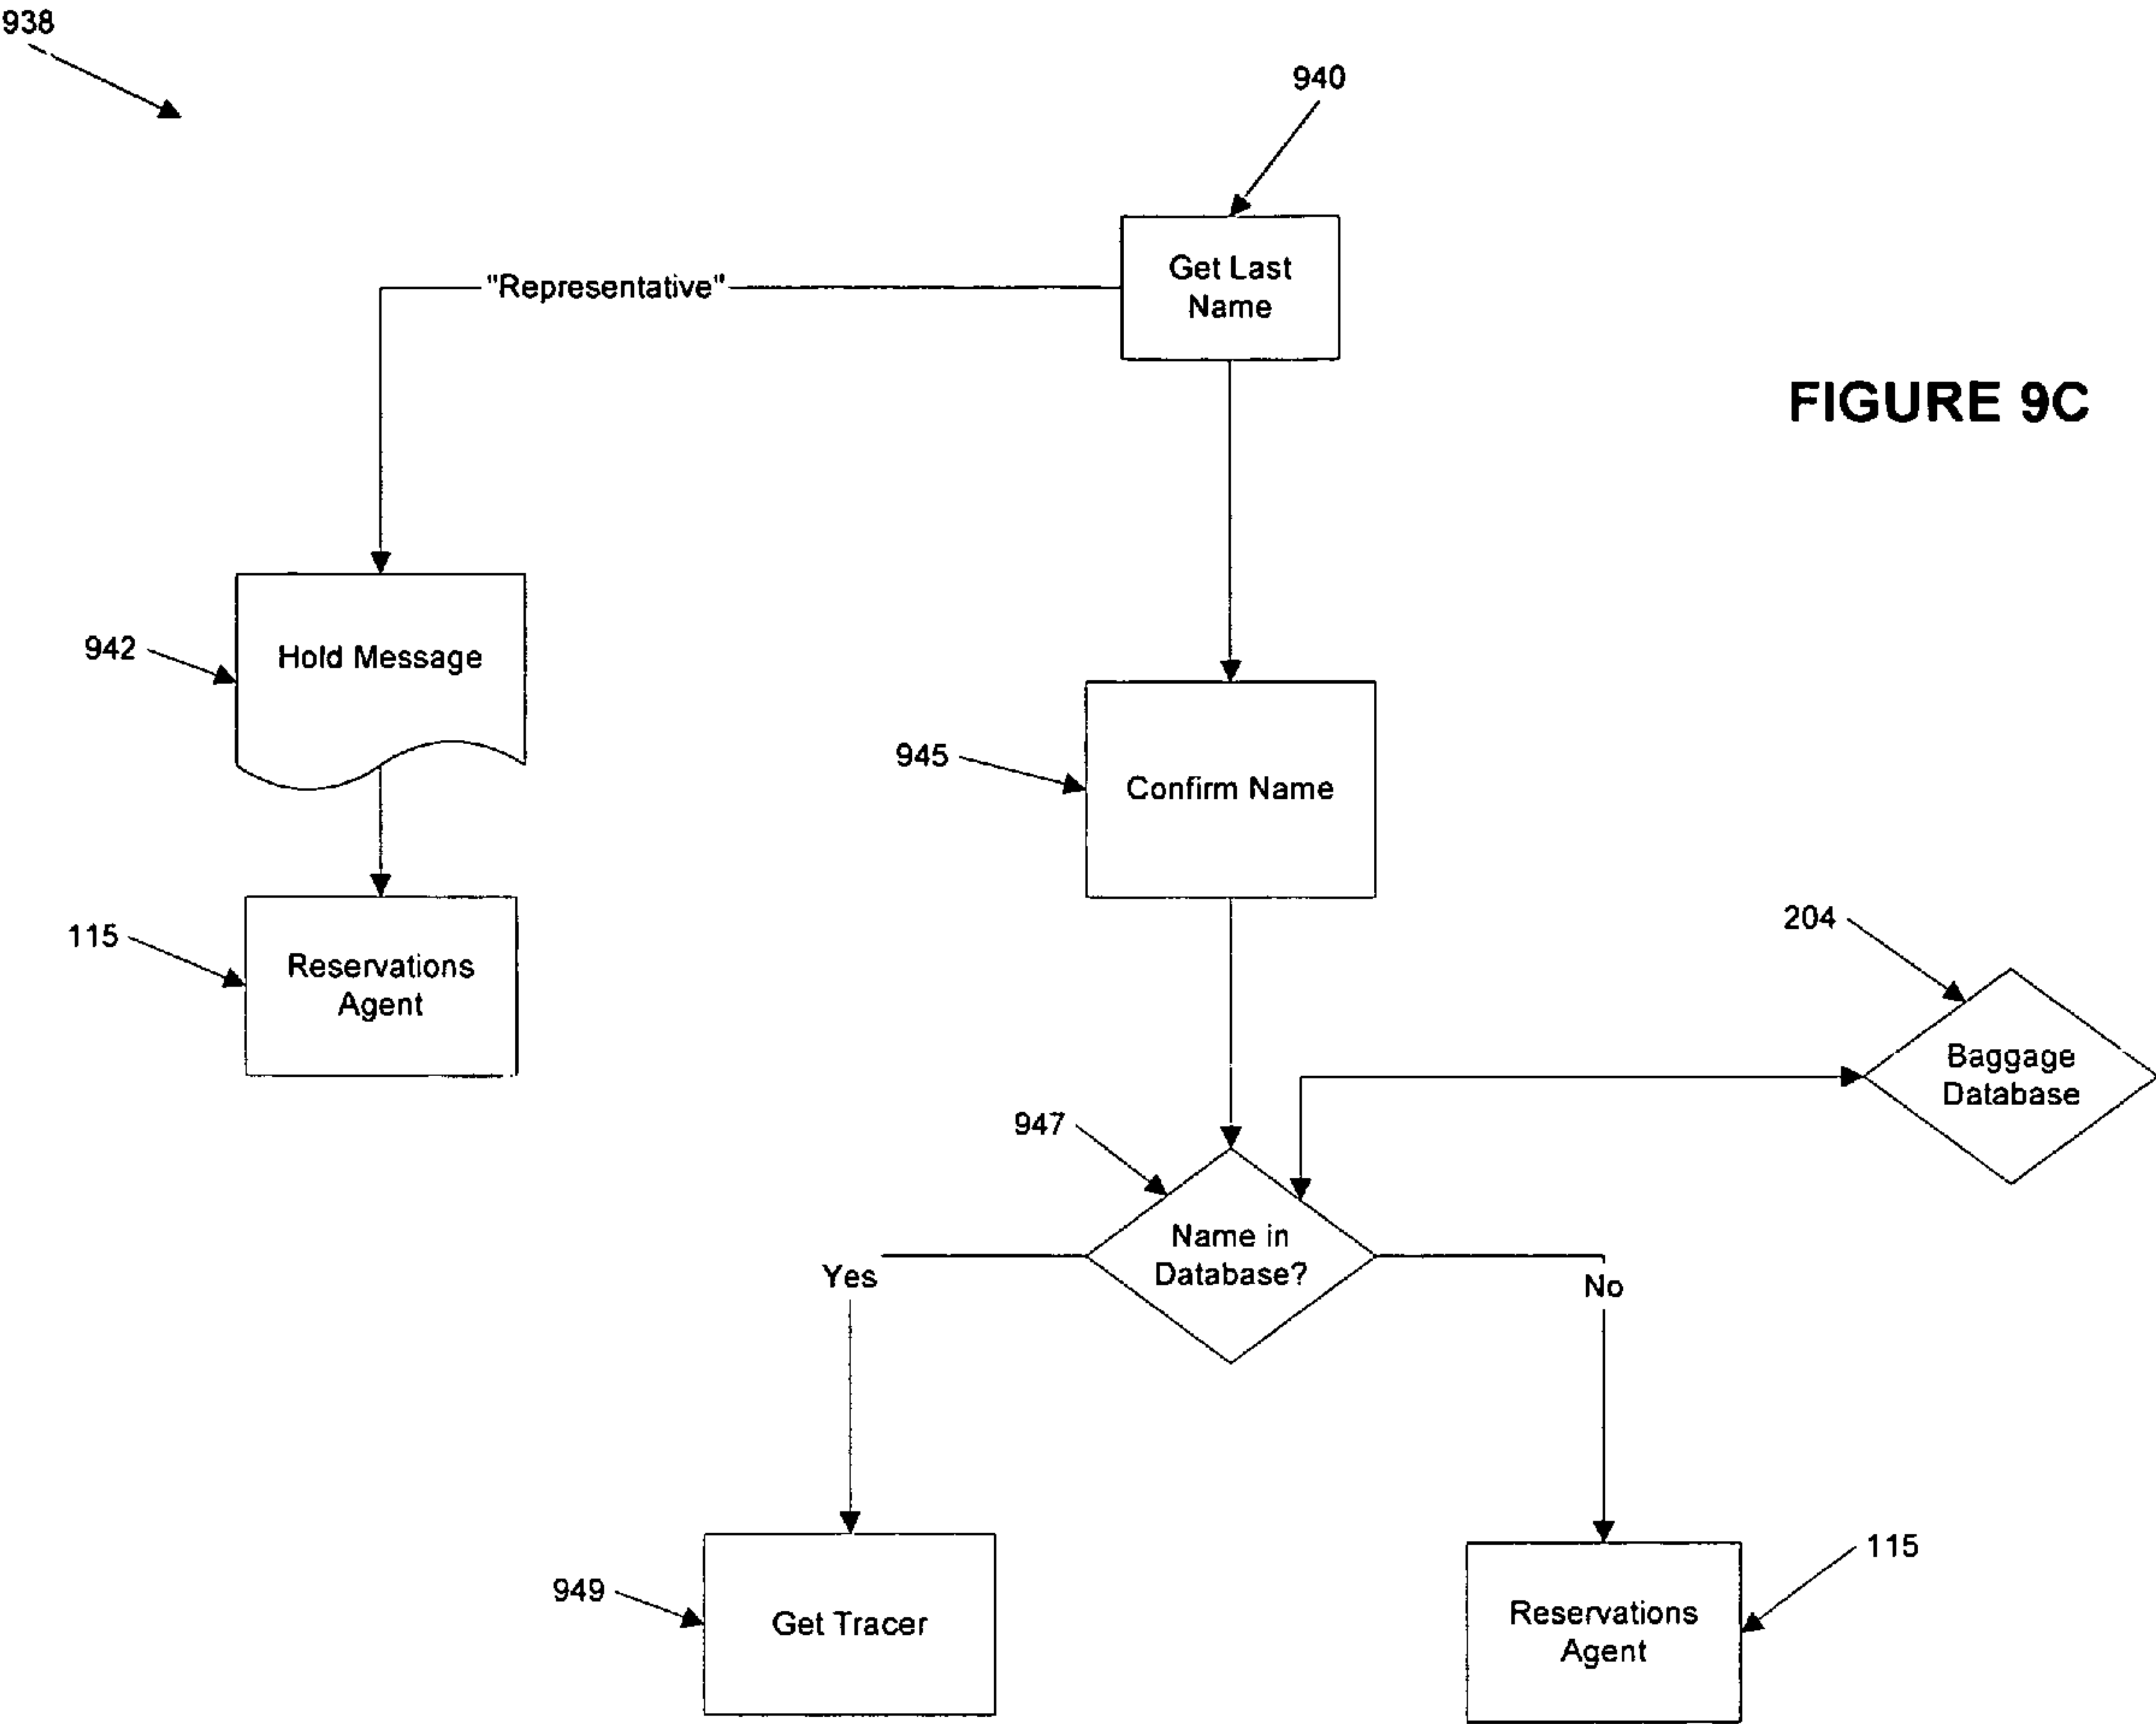 938
940
Get Last
Name
"Representative"
FIGURE 9C
942
Hold Message
945
Confirm Name
115
Reservations
Agent
204
Baggage
Database
947
Name in
Database?
Yes
No
949
Get Tracer
115
Reservations
Agent